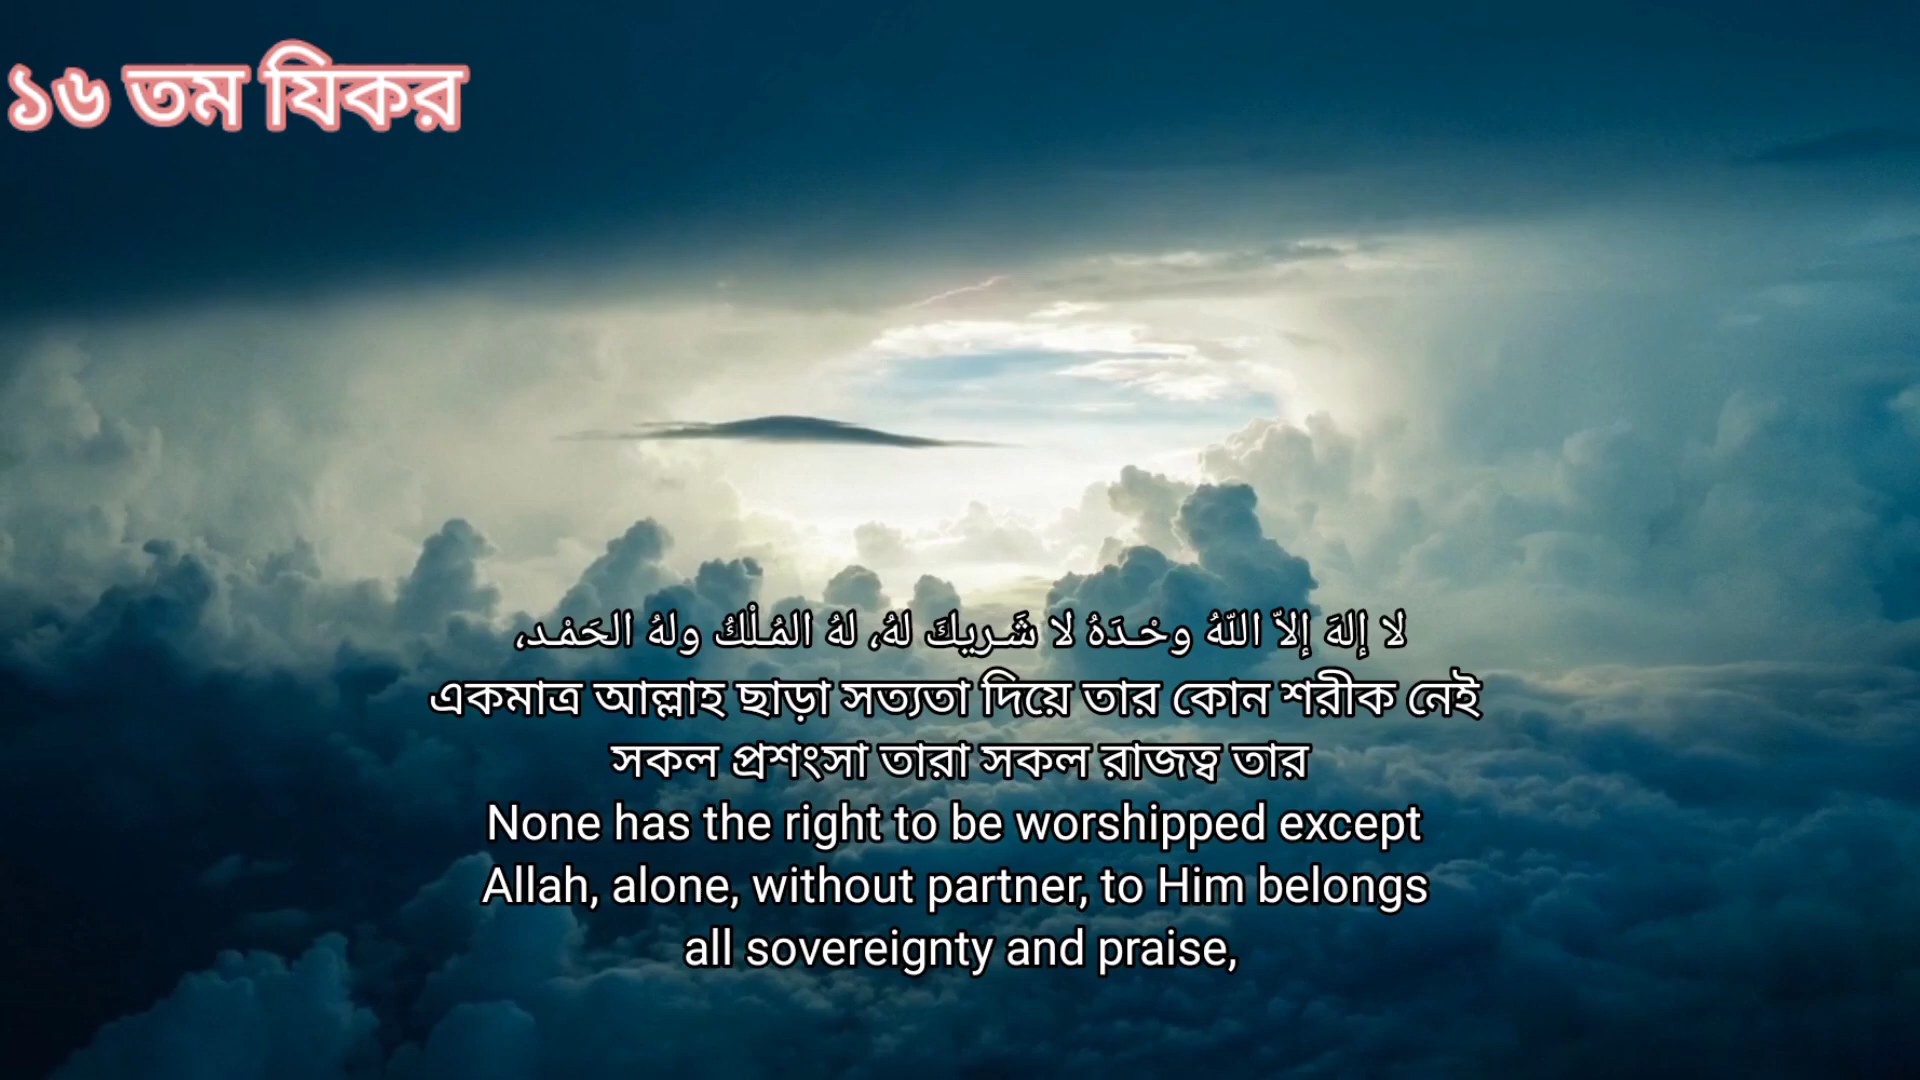 ১৬ তম যিকর
لا إلهَ إلاّ اللّهُ وحْـدَهُ لا شَـريكَ لهُ، لهُ المُـلْكُ ولهُ الحَمْـد،
একমাত্র আল্লাহ ছাড়া সত্যতা দিয়ে তার কোন শরীক নেই
সকল প্রশংসা তারা সকল রাজত্ব তার
None has the right to be worshipped except
Allah, alone, without partner, to Him belongs
all sovereignty and praise,